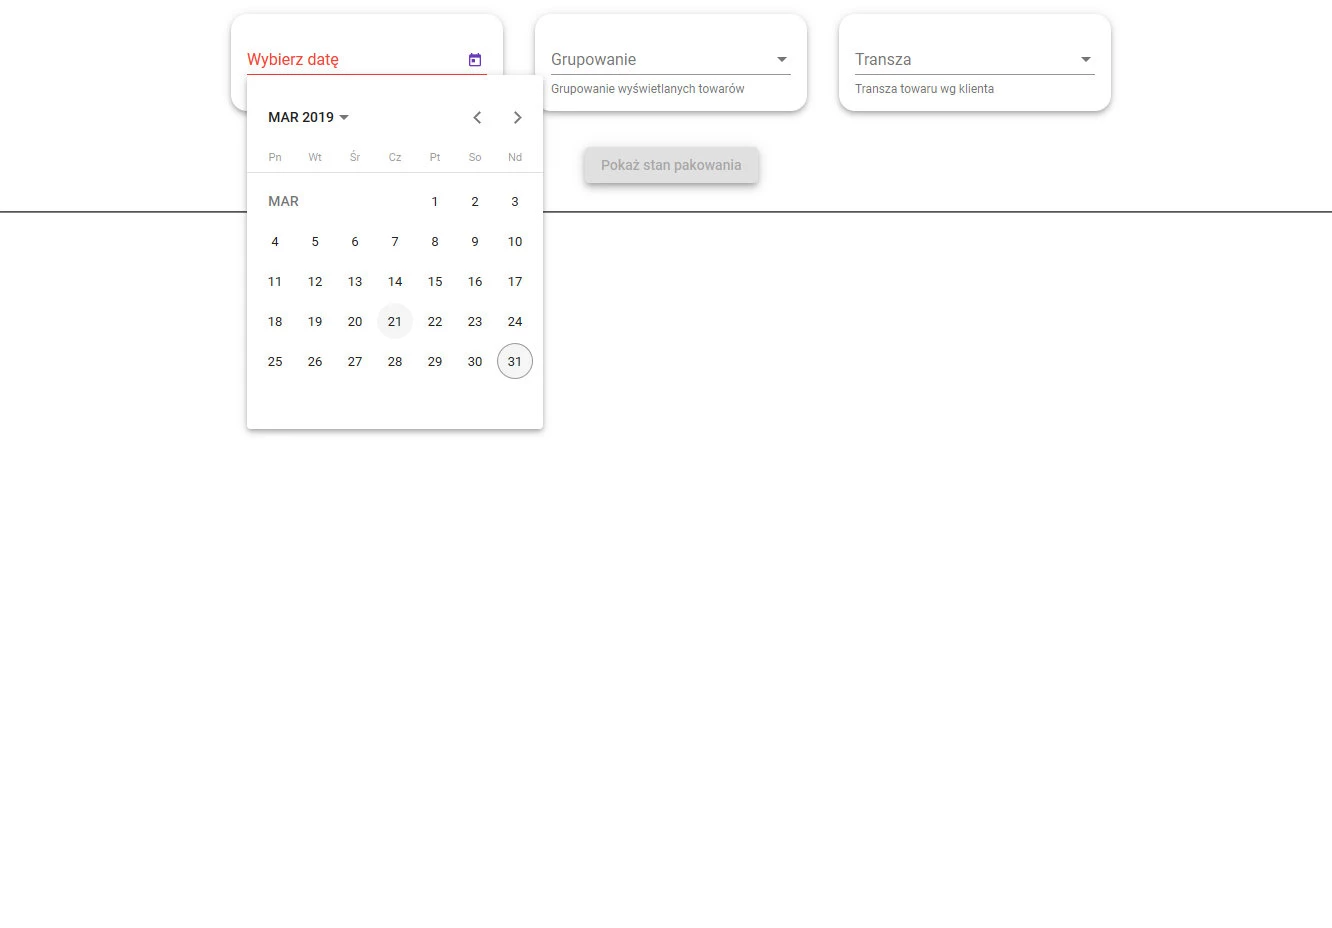 Wybierz datę
Grupowanie
Grupowanie wyświetlanych towarów
Transza
Transza towaru wg klienta
Pokaż stan pakowania
MAR 2019
Pn Wt Śr Cz Pt So Nd
MAR 1 2 3
4 5 6 7 8 9 10
11 12 13 14 15 16 17
18 19 20 21 22 23 24
25 26 27 28 29 30 31